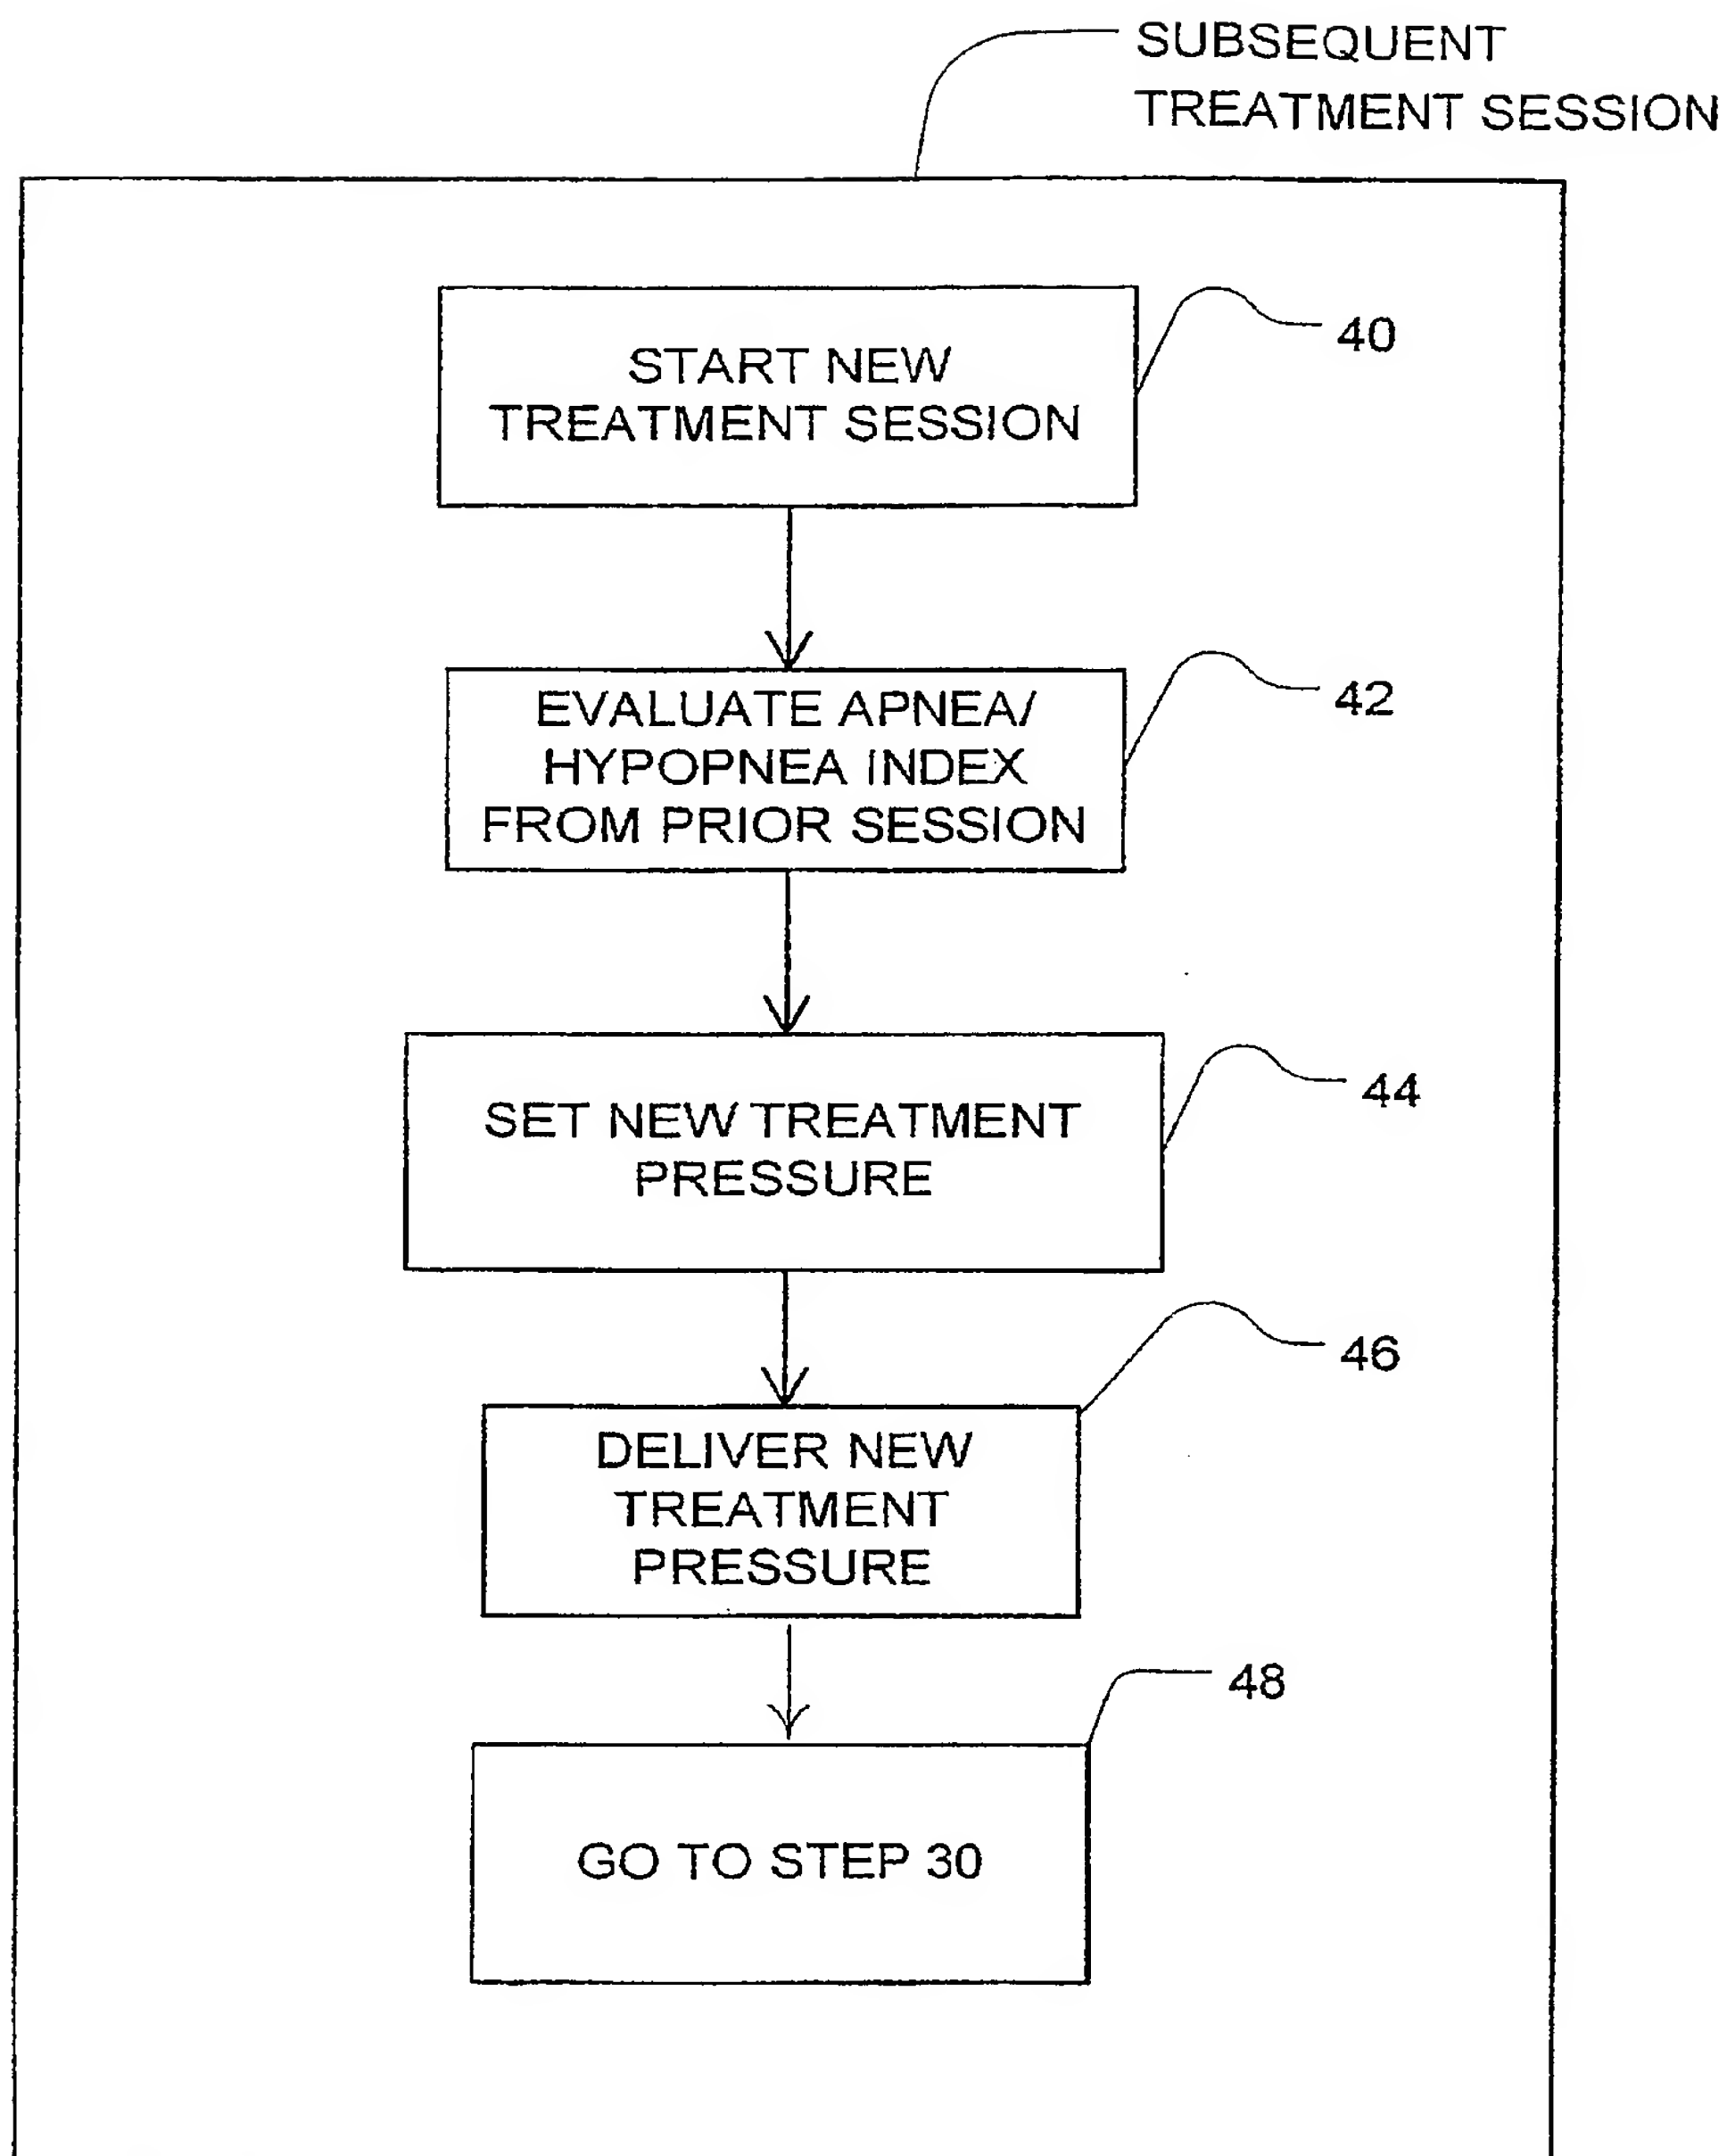 SUBSEQUENT
TREATMENT SESSION
START NEW
TREATMENT SESSION
40
EVALUATE APNEA/
HYPOPNEA INDEX
FROM PRIOR SESSION
42
SET NEW TREATMENT
PRESSURE
44
DELIVER NEW
TREATMENT
PRESSURE
46
GO TO STEP 30
48